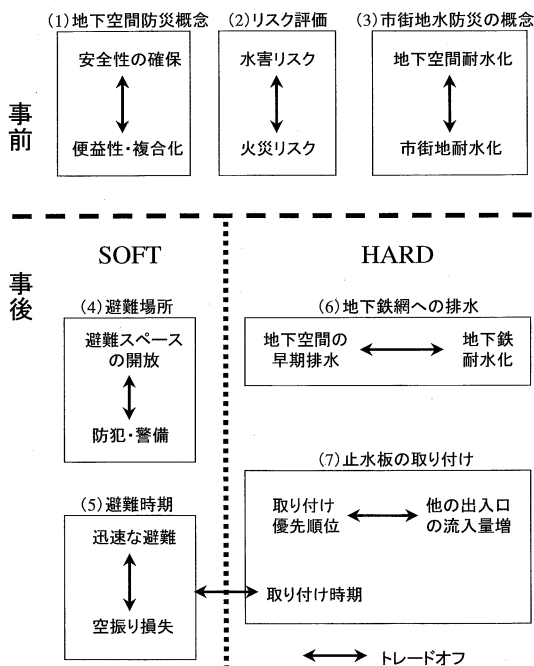 事前
(1)地下空間防災概念
安全性の確保
便益性・複合化
(2)リスク評価
水害リスク
火災リスク
(3)市街地水防災の概念
地下空間耐水化
市街地耐水化
事後
SOFT
(4)避難場所
避難スペース
の開放
防犯・警備
(5)避難時期
迅速な避難
空振り損失
HARD
(6)地下鉄網への排水
地下空間の
早期排水
地下鉄
耐水化
(7)止水板の取り付け
取り付け
優先順位
他の出入口
の流入量増
取り付け時期
トレードオフ